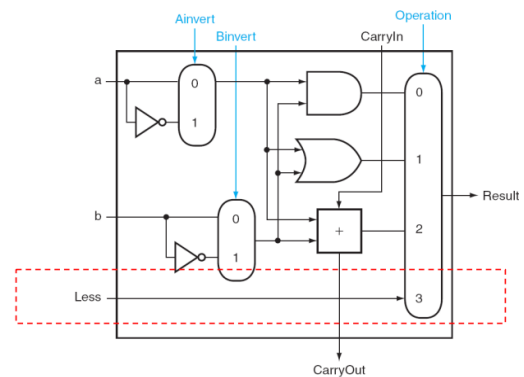 Ainvert
Binvert
Operation
CarryIn
a
0
1
0
1
b
0
1
+
2
Result
Less
3
CarryOut